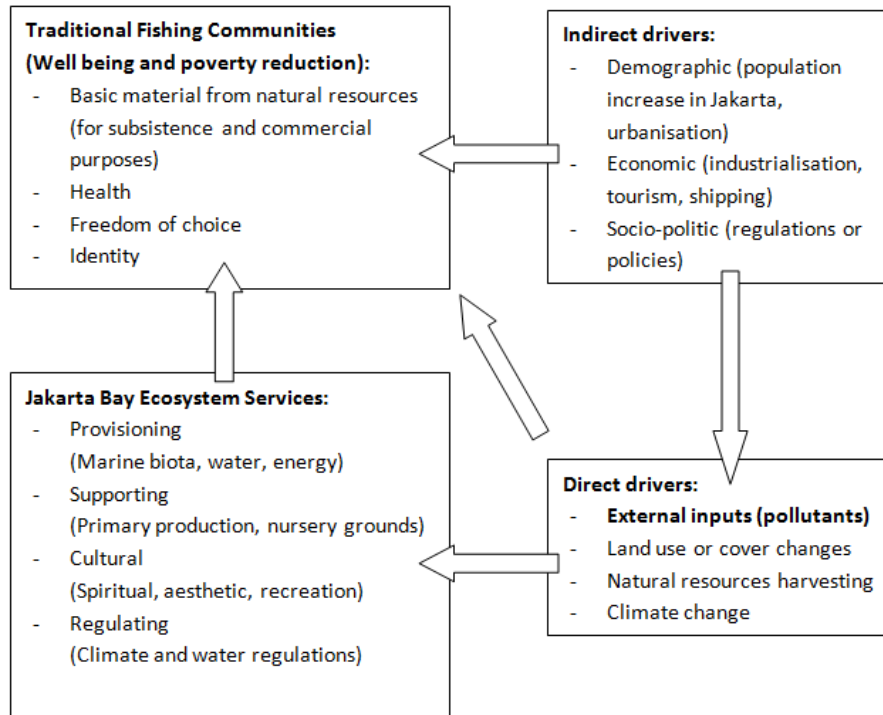 Traditional Fishing Communities
(Well being and poverty reduction):
- Basic material from natural resources
(for subsistence and commercial
purposes)
- Health
- Freedom of choice
- Identity
Indirect drivers:
- Demographic (population
increase in Jakarta,
urbanisation)
- Economic (industrialisation,
tourism, shipping)
- Socio-politic (regulations or
policies)
Jakarta Bay Ecosystem Services:
- Provisioning
(Marine biota, water, energy)
- Supporting
(Primary production, nursery grounds)
- Cultural
(Spiritual, aesthetic, recreation)
- Regulating
(Climate and water regulations)
Direct drivers:
- External inputs (pollutants)
- Land use or cover changes
- Natural resources harvesting
- Climate change